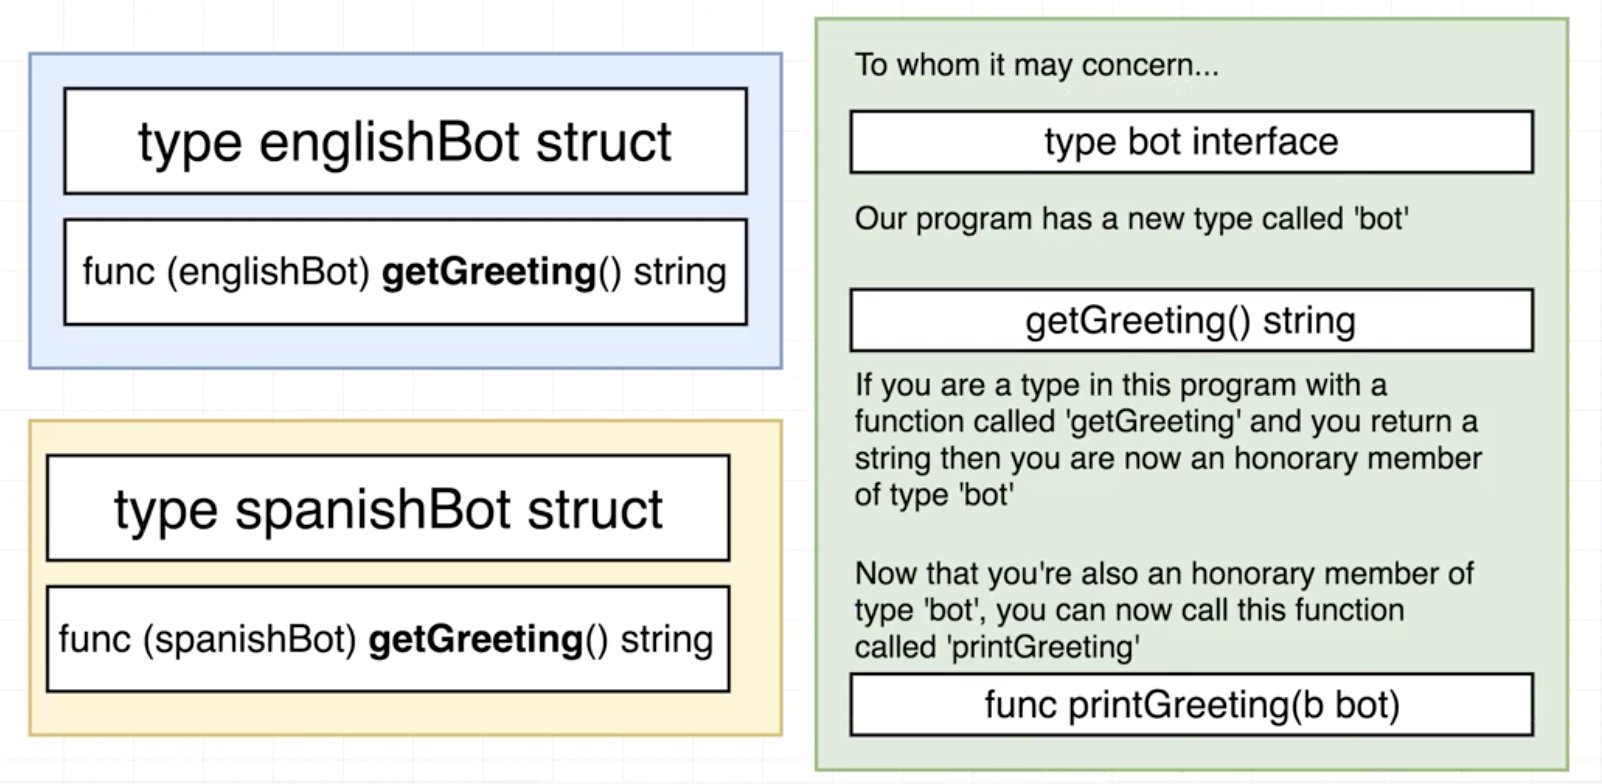 type englishBot struct
func (englishBot) getGreeting() string
type spanishBot struct
func (spanishBot) getGreeting() string
To whom it may concern...
type bot interface
Our program has a new type called 'bot'
getGreeting() string
If you are a type in this program with a
function called 'getGreeting' and you return a
string then you are now an honorary member
of type 'bot'
Now that you're also an honorary member of
type 'bot', you can now call this function
called 'printGreeting'
func printGreeting(b bot)